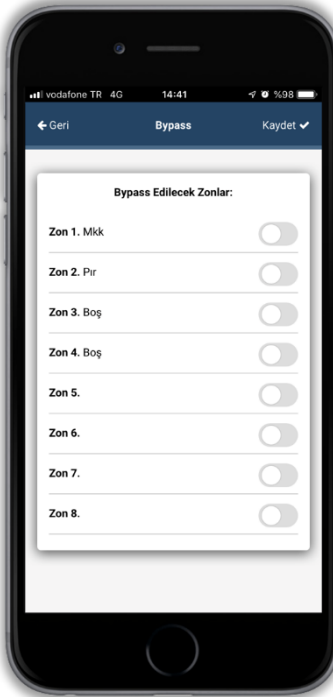 vodafone TR 4G 14:41 %98
Geri Bypass Kaydet
Bypass Edilecek Zonlar:
Zon 1. Mkk
Zon 2. Pır
Zon 3. Boş
Zon 4. Boş
Zon 5.
Zon 6.
Zon 7.
Zon 8.